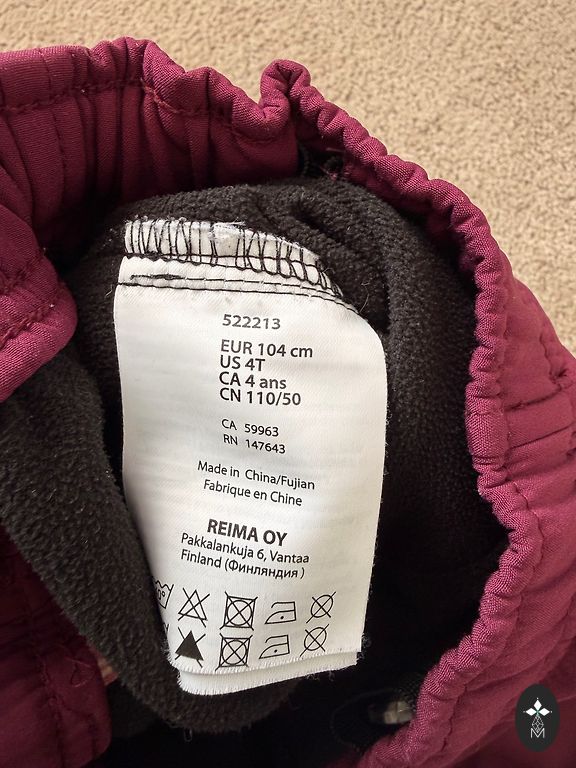 522213
EUR 104 cm
US 4T
CA 4 ans
CN 110/50
CA 59963
RN 147643
Made in China/Fujian
Fabrique en Chine
REIMA OY
Pakkalankuja 6, Vantaa
Finland (Финляндия)